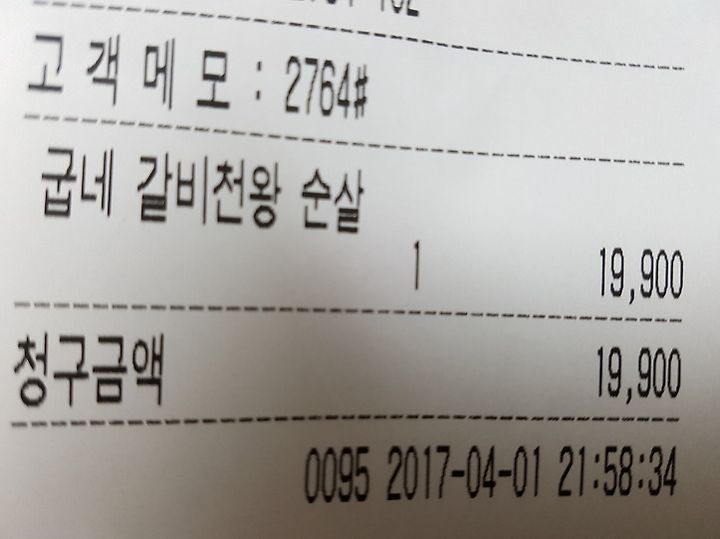 고객메모 : 2764#
굽네 갈비천왕 순살
1 19,900
청구금액 19,900
0095 2017-04-01 21:58:34